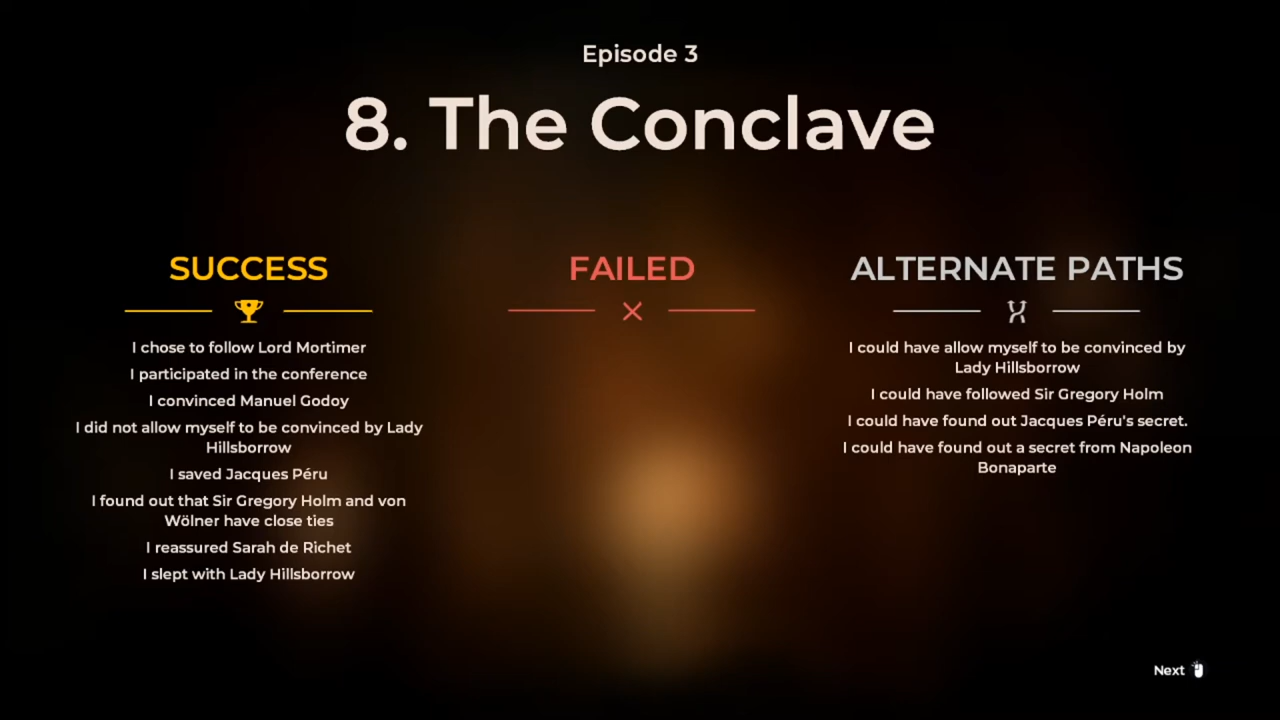 Episode 3
8. The Conclave
SUCCESS
I chose to follow Lord Mortimer
I participated in the conference
I convinced Manuel Godoy
I did not allow myself to be convinced by Lady
Hillsborrow
I saved Jacques Péru
I found out that Sir Gregory Holm and von
Wölner have close ties
I reassured Sarah de Richet
I slept with Lady Hillsborrow
FAILED
ALTERNATE PATHS
I could have allow myself to be convinced by
Lady Hillsborrow
I could have followed Sir Gregory Holm
I could have found out Jacques Péru's secret.
I could have found out a secret from Napoleon
Bonaparte
Next